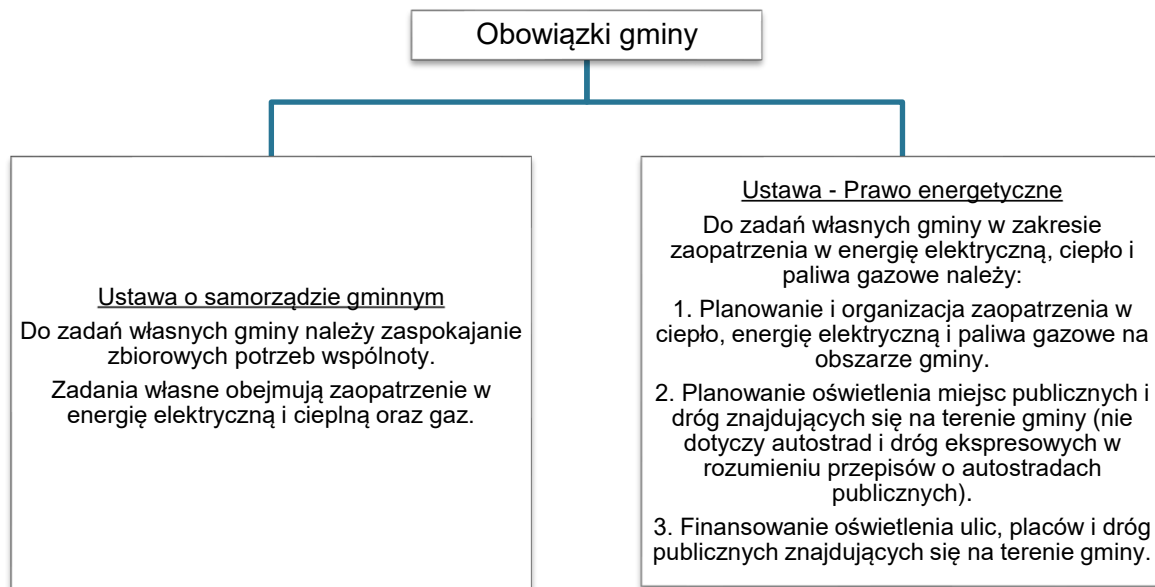 Obowiązki gminy
Ustawa o samorządzie gminnym
Do zadań własnych gminy należy zaspokajanie
zbiorowych potrzeb wspólnoty.
Zadania własne obejmują zaopatrzenie w
energię elektryczną i cieplną oraz gaz.
Ustawa - Prawo energetyczne
Do zadań własnych gminy w zakresie
zaopatrzenia w energię elektryczną, ciepło i
paliwa gazowe należy:
1. Planowanie i organizacja zaopatrzenia w
ciepło, energię elektryczną i paliwa gazowe na
obszarze gminy.
2. Planowanie oświetlenia miejsc publicznych i
dróg znajdujących się na terenie gminy (nie
dotyczy autostrad i dróg ekspresowych w
rozumieniu przepisów o autostradach
publicznych).
3. Finansowanie oświetlenia ulic, placów i dróg
publicznych znajdujących się na terenie gminy.